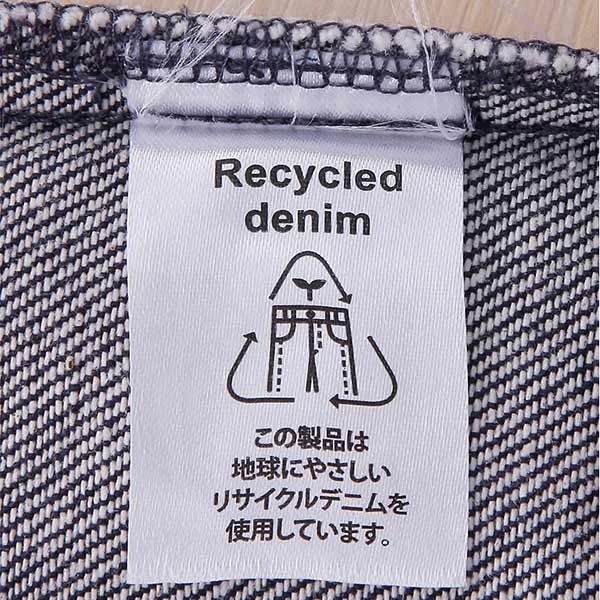 Recycled
denim
この製品は
地球にやさしい
リサイクルデニムを
使用しています。